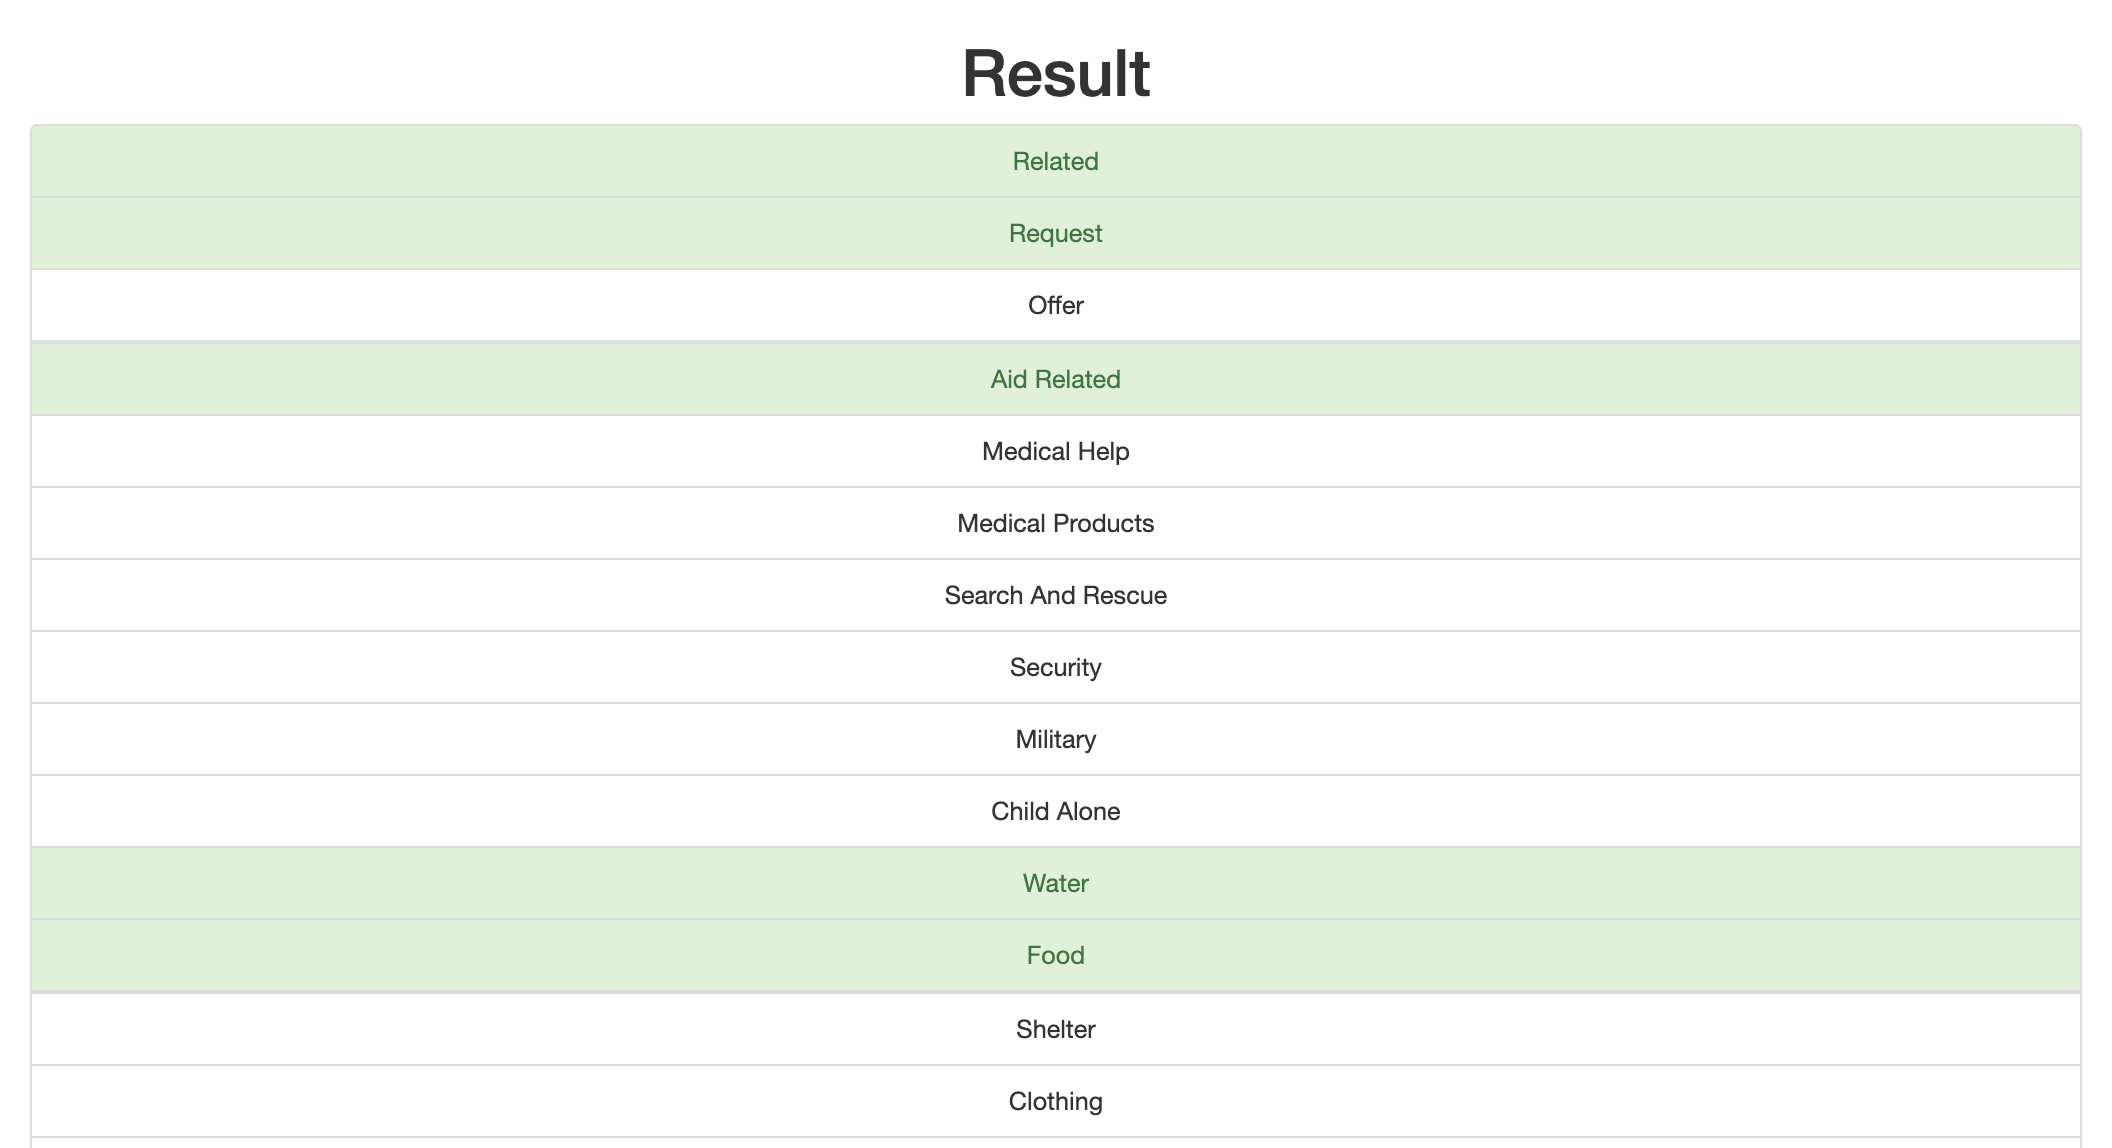 Result
Related
Request
Offer
Aid Related
Medical Help
Medical Products
Search And Rescue
Security
Military
Child Alone
Water
Food
Shelter
Clothing